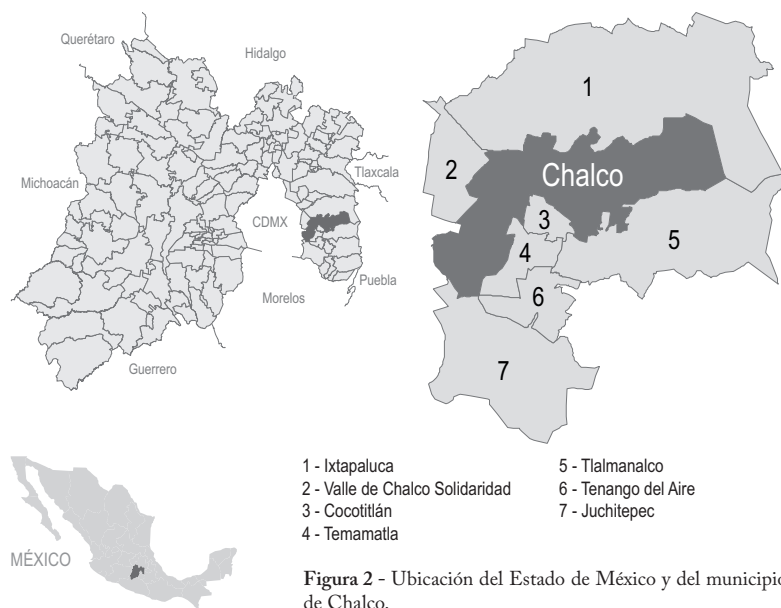 Querétaro
Hidalgo
Michoacán
Tlaxcala
CDMX
Puebla
Morelos
Guerrero
1
2
Chalco
3
4
5
6
7
MÉXICO
1 - Ixtapaluca
2 - Valle de Chalco Solidaridad
3 - Cocotitlán
4 - Temamatla
5 - Tlalmanalco
6 - Tenango del Aire
7 - Juchitepec
Figura 2 - Ubicación del Estado de México y del municipio
de Chalco.